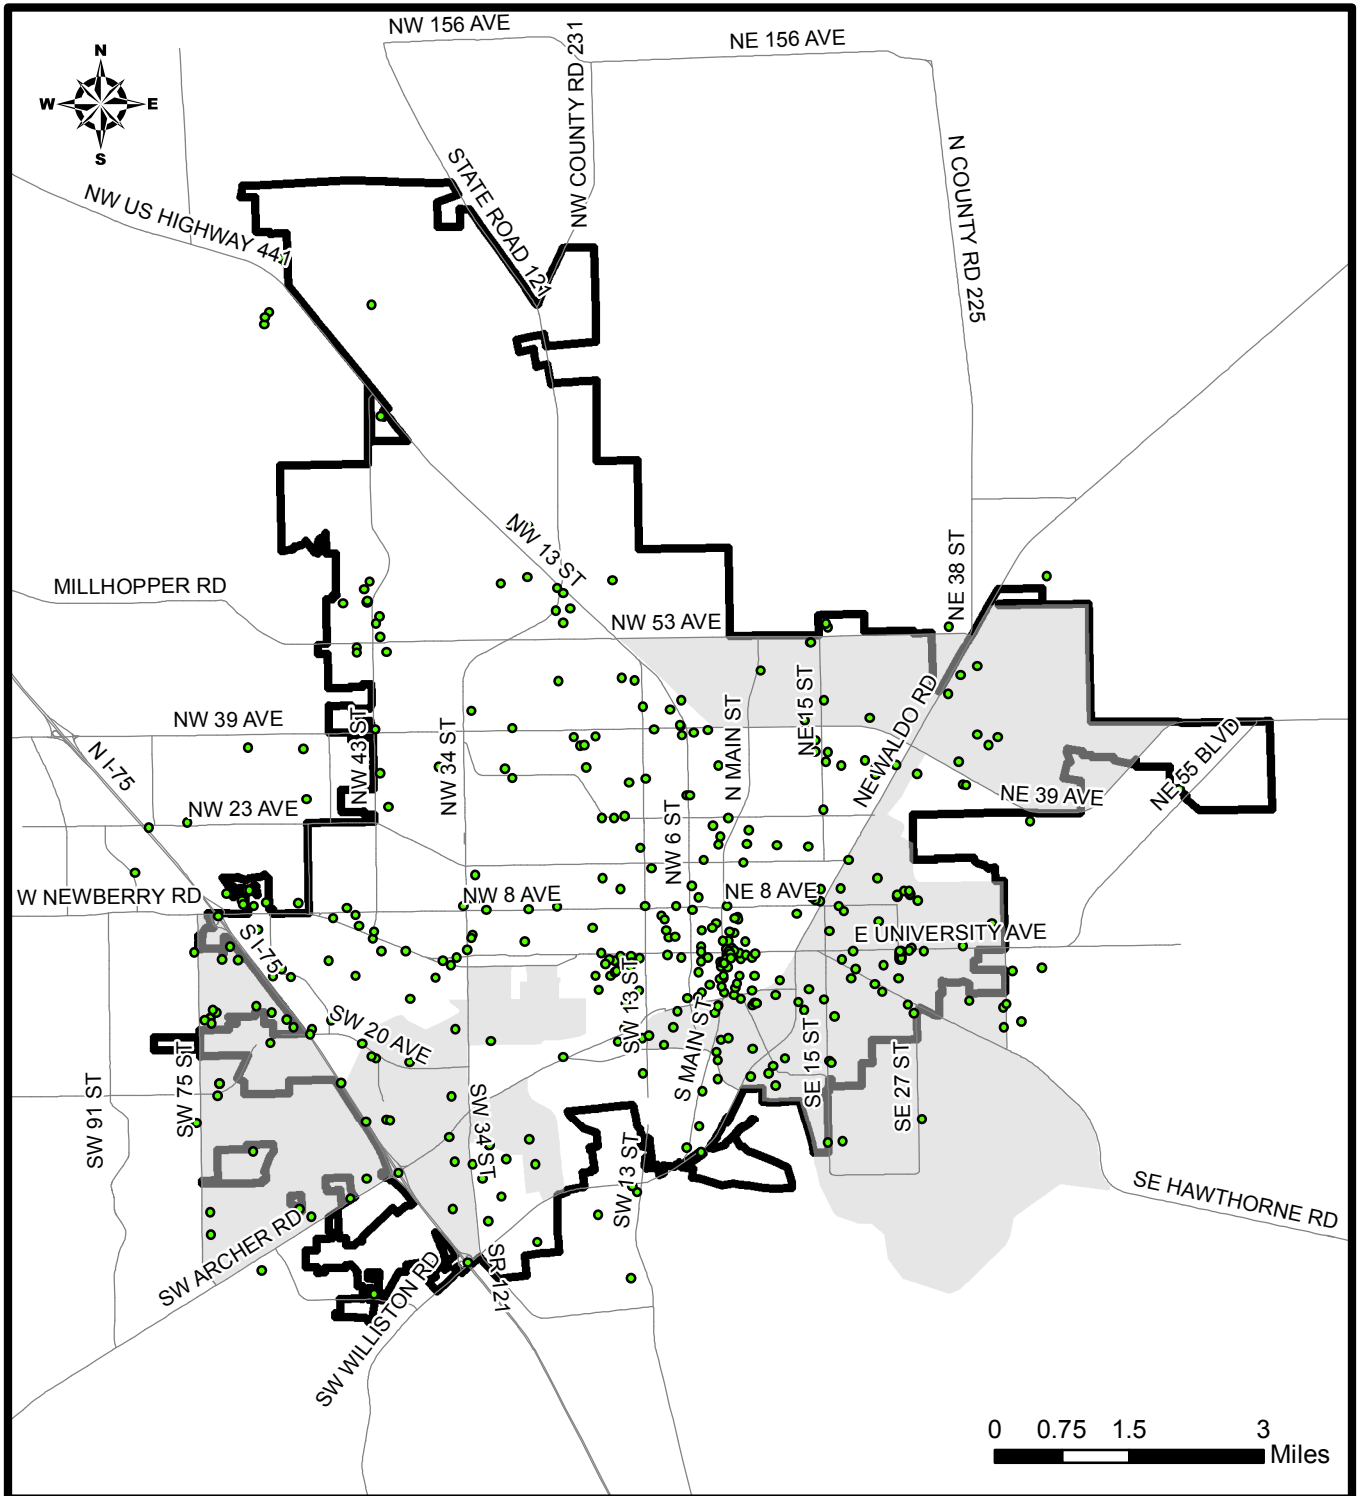 NW 156 AVE
NE 156 AVE
N
W
E
S
NW COUNTY RD 231
N COUNTY RD 225
STATE ROAD 121
NW US HIGHWAY 441
NW 13 ST
NE 38 ST
MILLHOPPER RD
NW 53 AVE
NE 15 ST
NE WALDO RD
N MAIN ST
NW 39 AVE
NW 43 ST
NW 34 ST
N I-75
NE 55 BLVD
NE 39 AVE
NW 23 AVE
NW 6 ST
W NEWBERRY RD
NW 8 AVE
NE 8 AVE
S I-75
E UNIVERSITY AVE
SW 13 ST
SW 20 AVE
S MAIN ST
SE 15 ST
SE 27 ST
SW 91 ST
SW 75 ST
SW 34 ST
SW 13 ST
SE HAWTHORNE RD
SW ARCHER RD
SW WILLISTON RD
SR 121
0 0.75 1.5 3
Miles